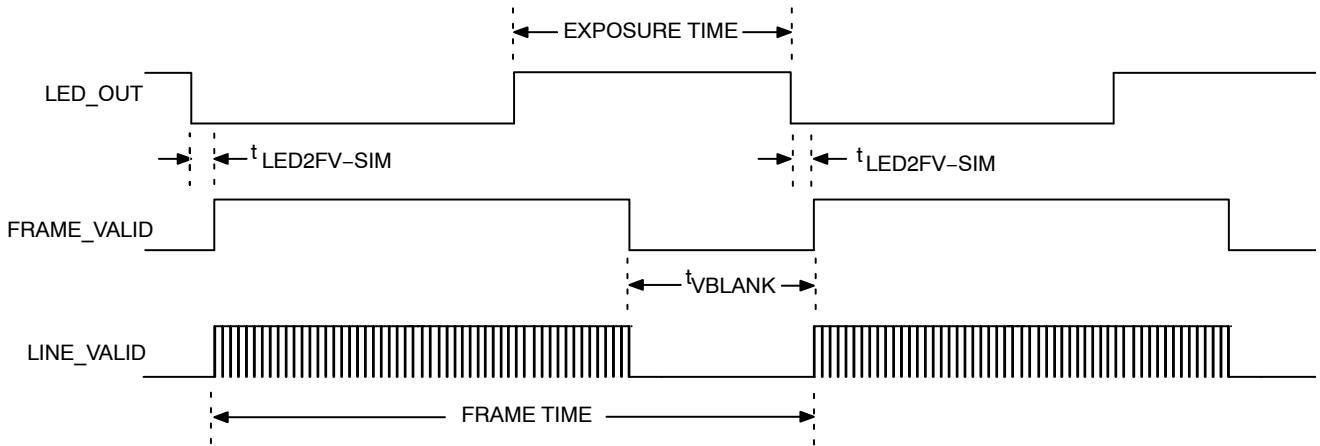 EXPOSURE TIME
LED_OUT
tLED2FV−SIM
tLED2FV−SIM
FRAME_VALID
tVBLANK
LINE_VALID
FRAME TIME